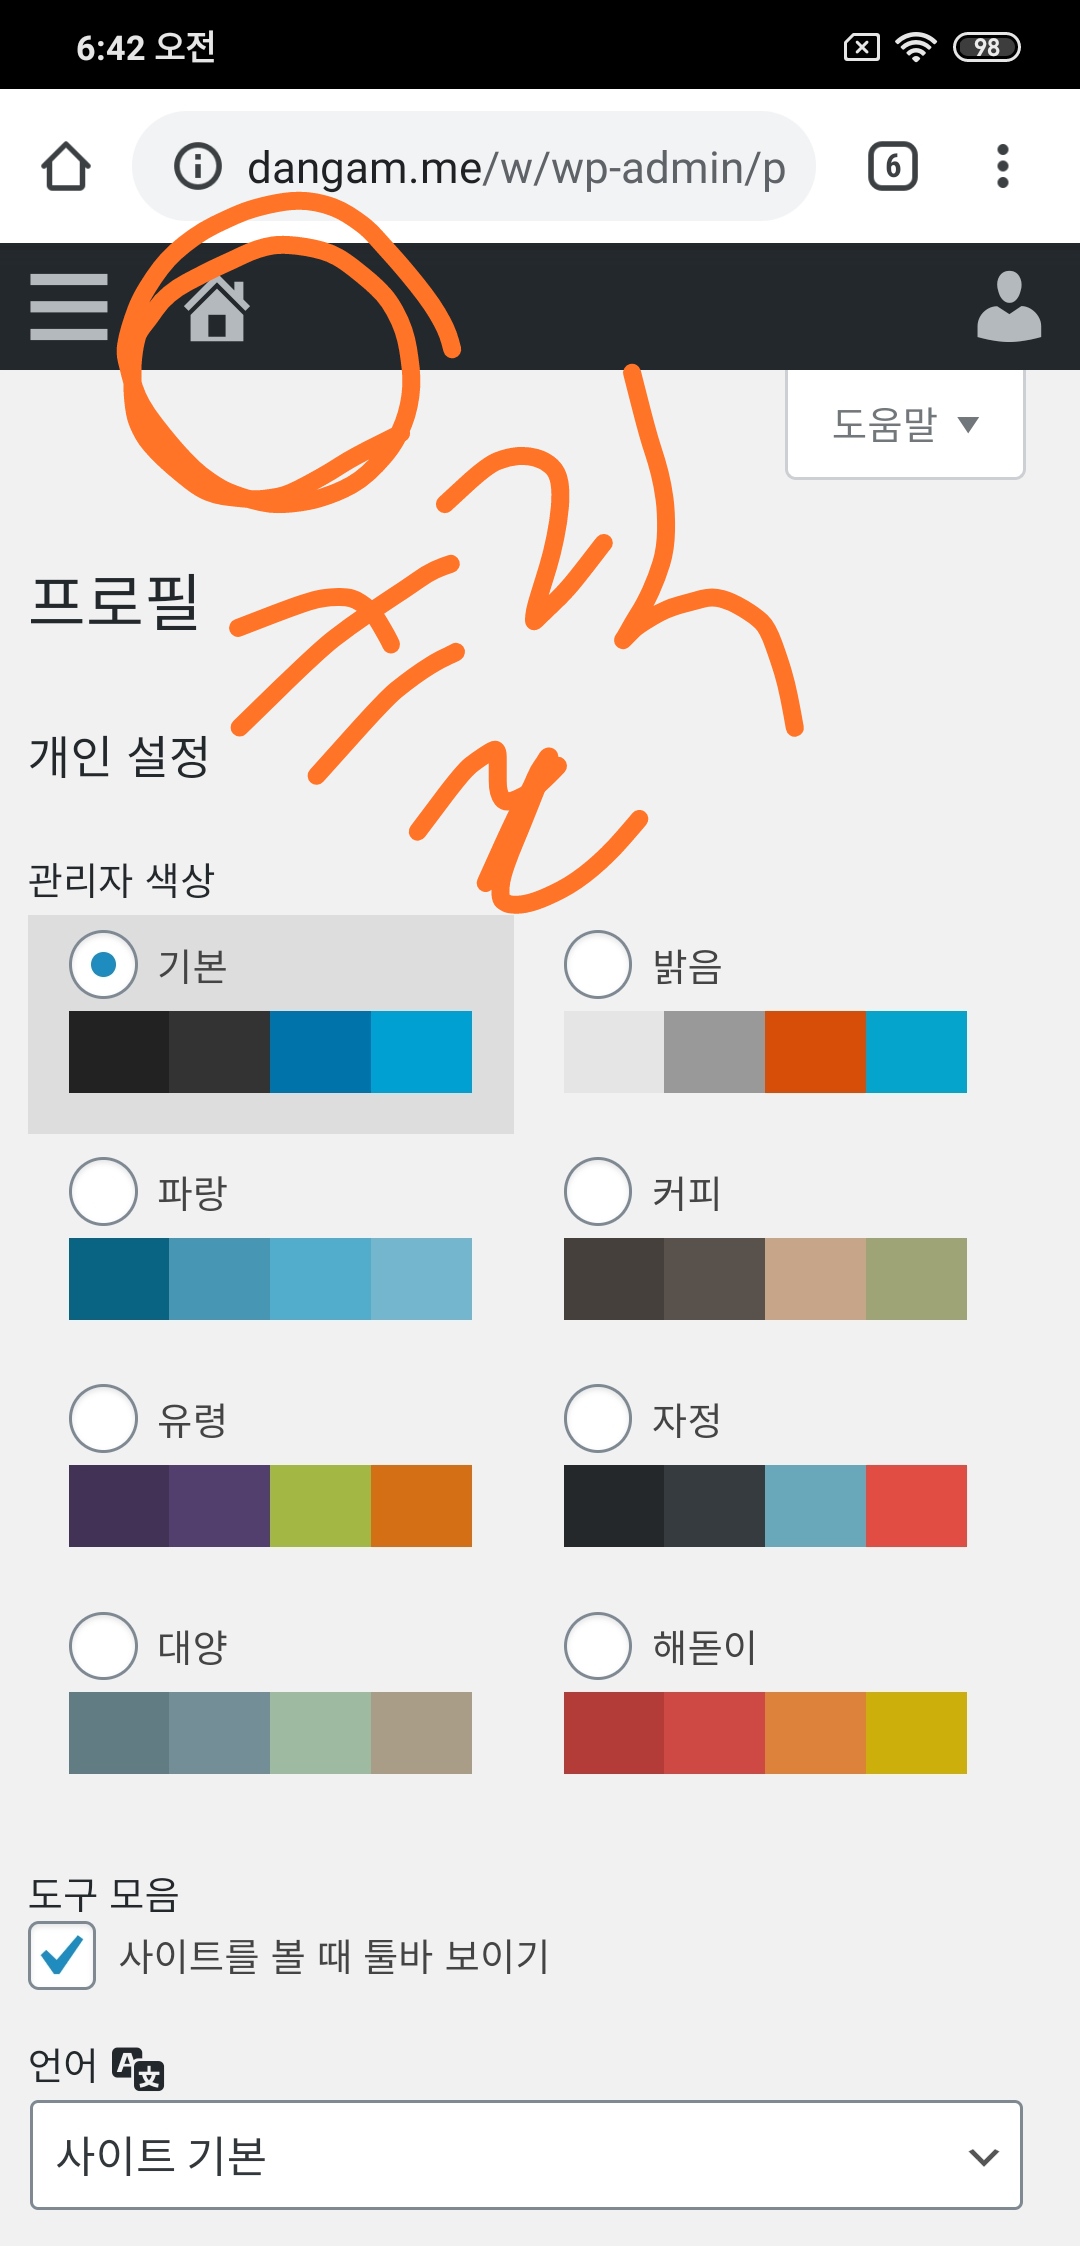 6:42 오전
98
dangam.me/w/wp-admin/p
6
도움말 ▼
프로필
개인 설정
관리자 색상
기본
밝음
파랑
커피
유령
자정
대양
해돋이
도구 모음
사이트를 볼 때 툴바 보이기
언어
사이트 기본